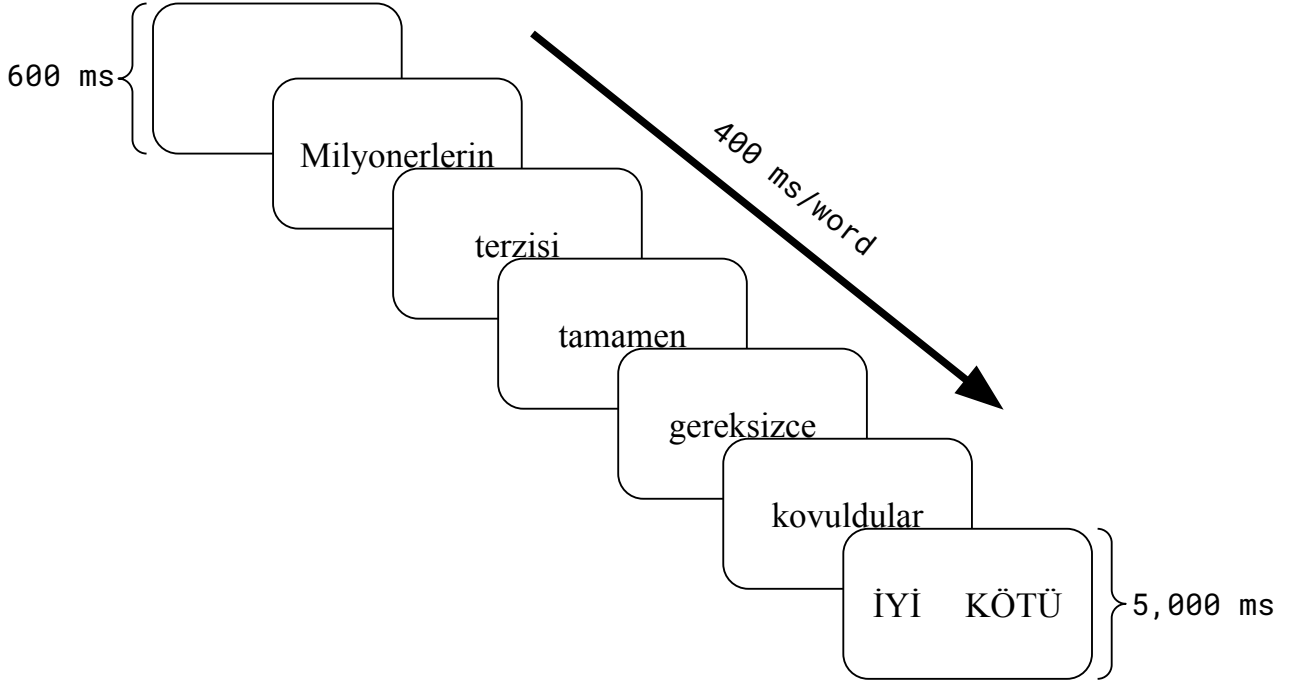 600 ms
Milyonerlerin
400 ms/word
terzisi
tamamen
gereksizce
kovuldular
İYİ KÖTÜ
5,000 ms